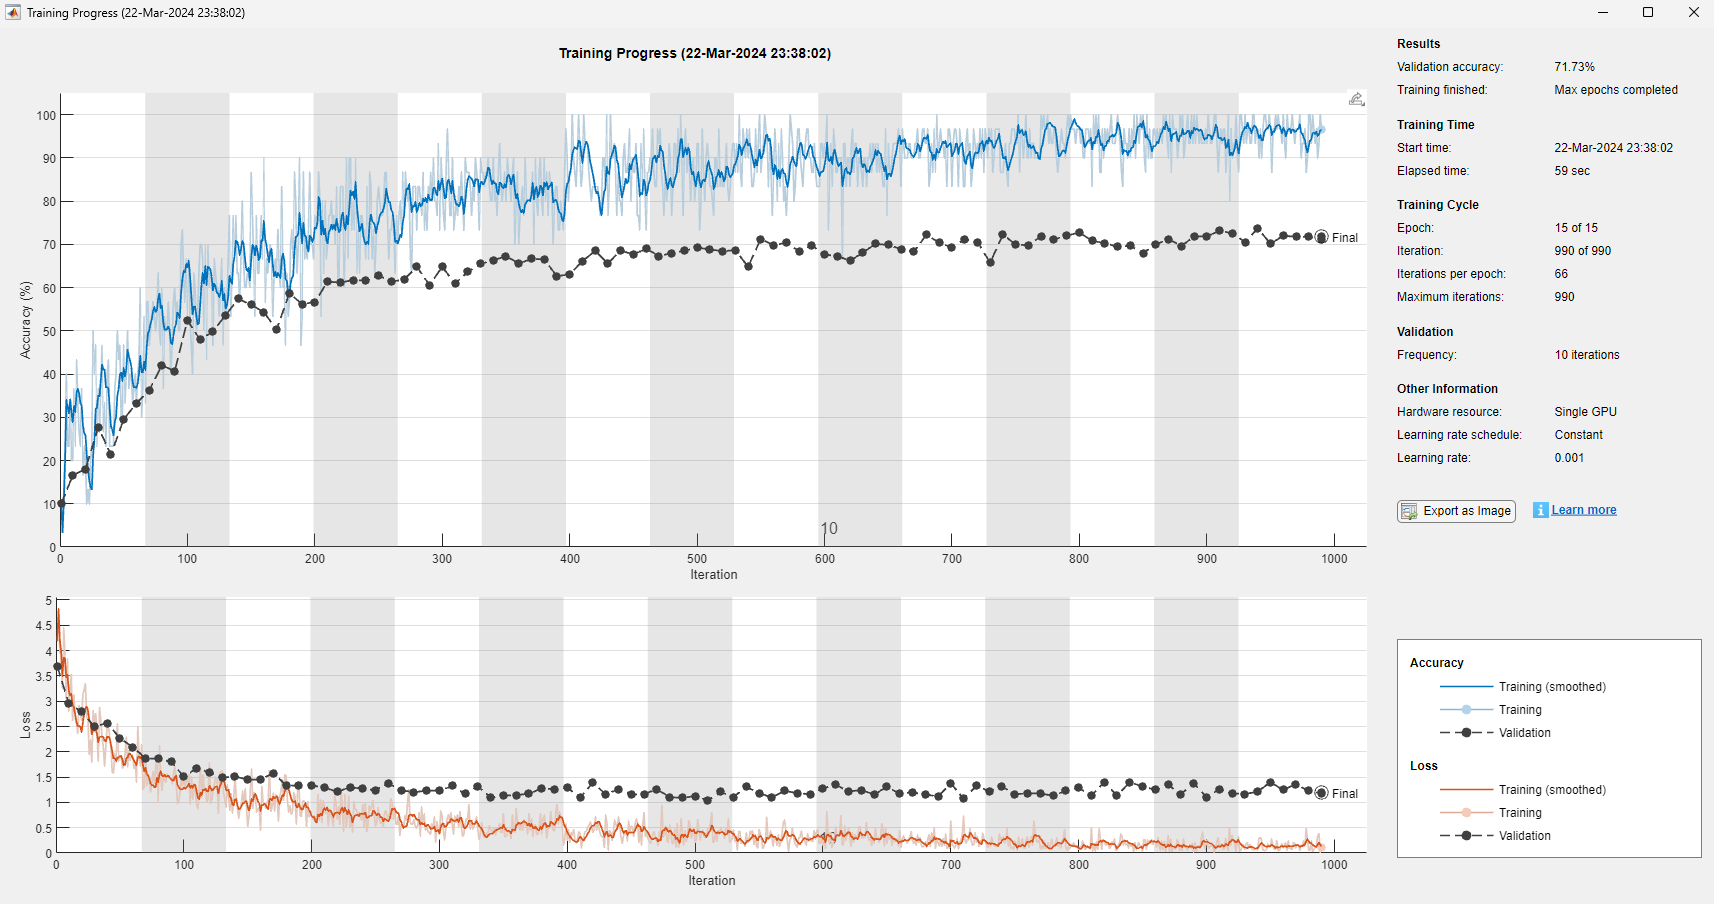 Training Progress (22-Mar-2024 23:38:02)
Training Progress (22-Mar-2024 23:38:02)
100
90
80
70
60
50
40
30
20
10
0
Accuracy (%)
Final
10
0 100 200 300 400 500 600 700 800 900 1000
Iteration
5
4.5
4
3.5
3
2.5
2
1.5
1
0.5
0
Loss
Final
0 100 200 300 400 500 600 700 800 900 1000
Iteration
Results
Validation accuracy: 71.73%
Training finished: Max epochs completed
Training Time
Start time: 22-Mar-2024 23:38:02
Elapsed time: 59 sec
Training Cycle
Epoch: 15 of 15
Iteration: 990 of 990
Iterations per epoch: 66
Maximum iterations: 990
Validation
Frequency: 10 iterations
Other Information
Hardware resource: Single GPU
Learning rate schedule: Constant
Learning rate: 0.001
Export as Image
i Learn more
Accuracy
Training (smoothed)
Training
Validation
Loss
Training (smoothed)
Training
Validation